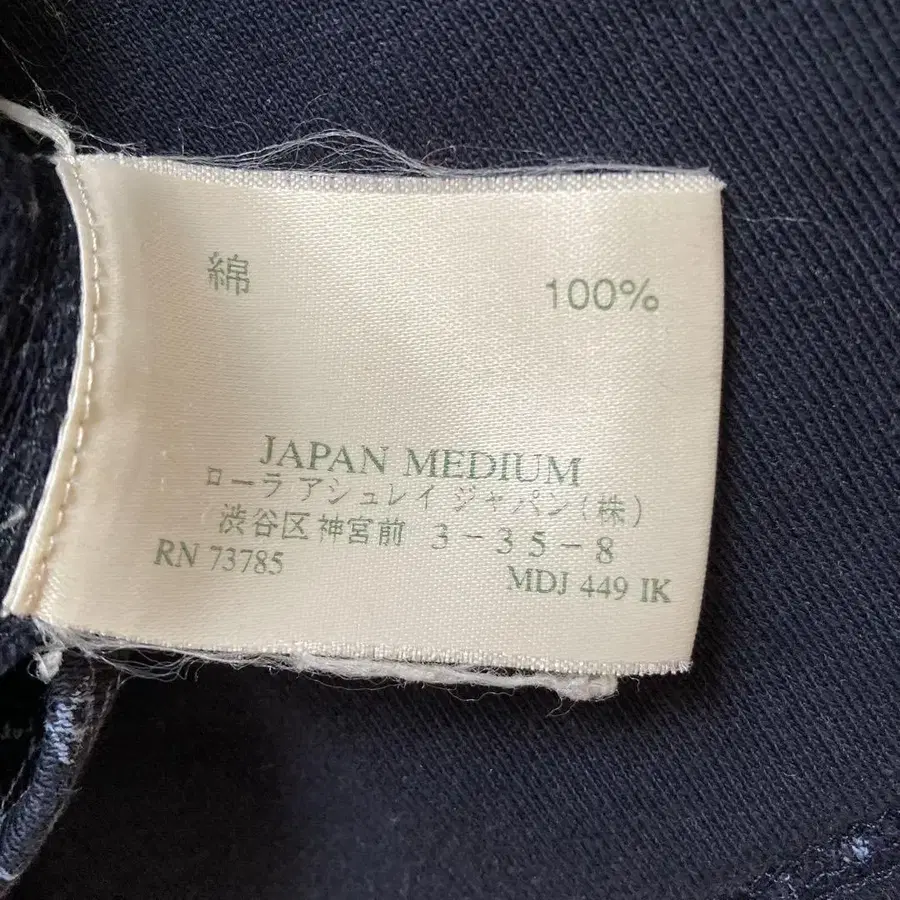 綿 100%
JAPAN MEDIUM
ローラ アシュレイ ジャパン(株)
渋谷区神宮前 3-35-8
RN 73785
MDJ 449 IK